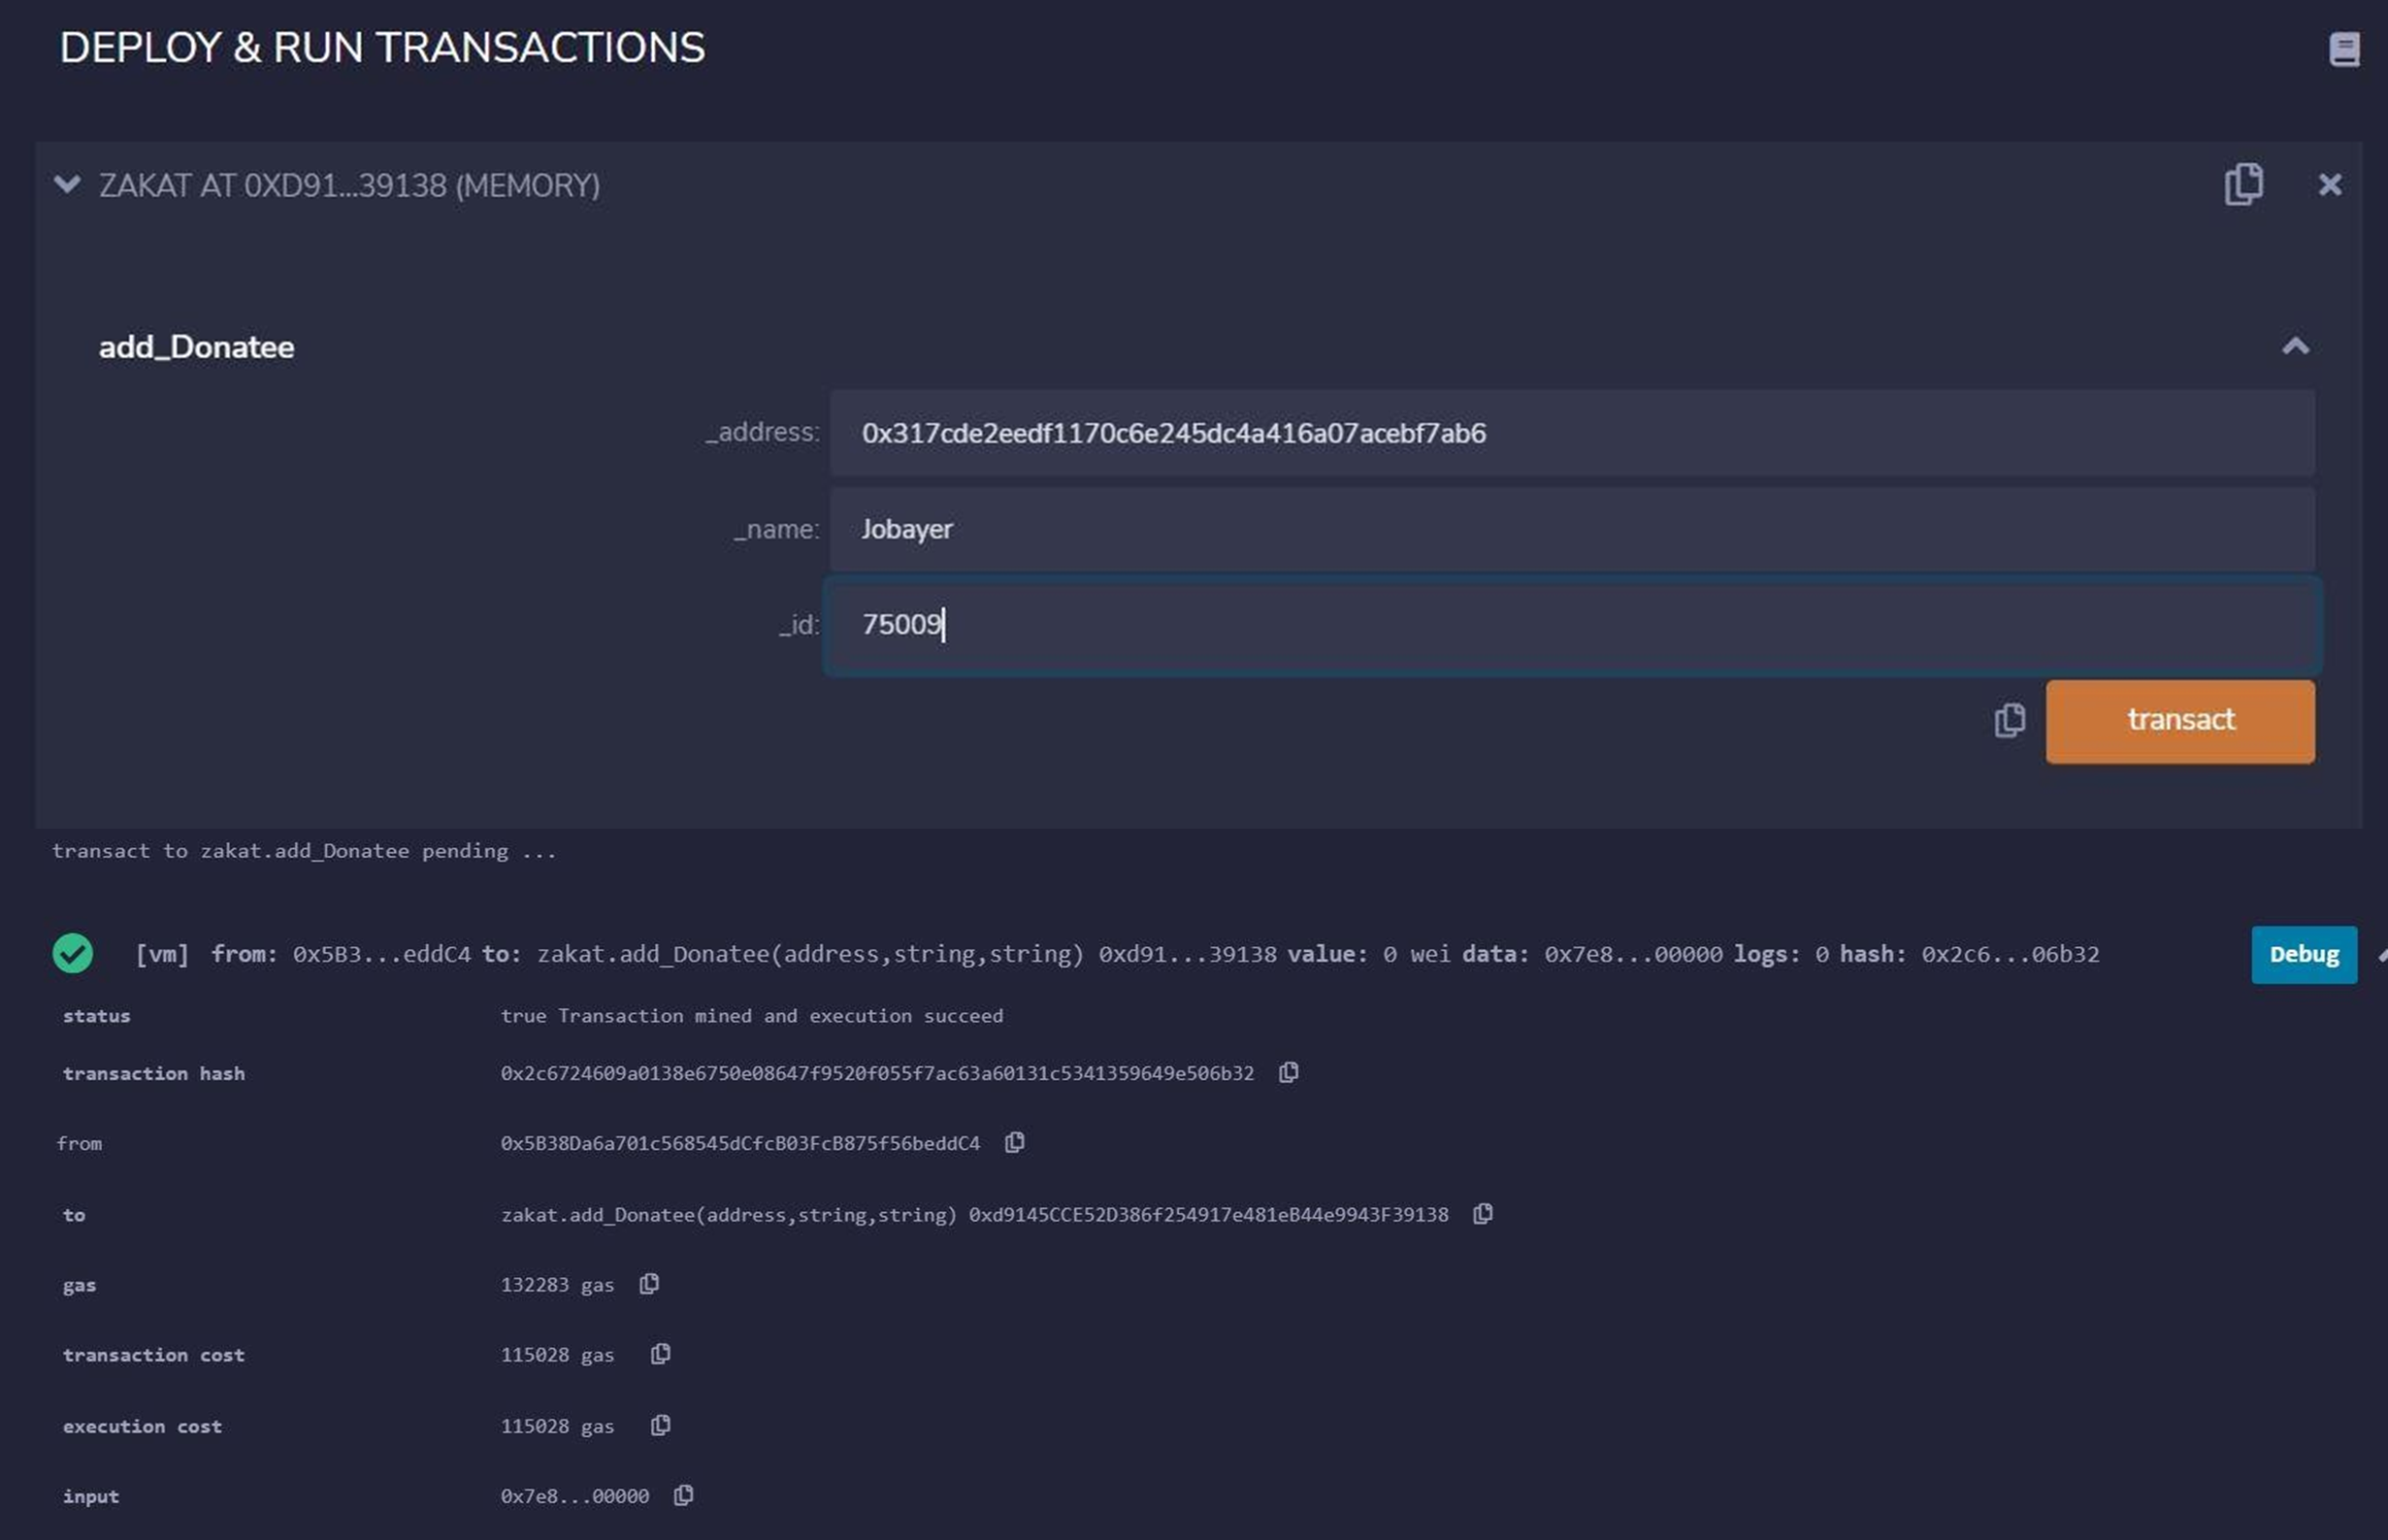 DEPLOY & RUN TRANSACTIONS
ZAKAT AT 0XD91...39138 (MEMORY)
add_Donatee
_address: 0x317cde2eedf1170c6e245dc4a416a07acebf7ab6
_name: Jobayer
_id: 75009
transact
transact to zakat.add_Donatee pending ...
[vm] from: 0x5B3...eddC4 to: zakat.add_Donatee(address,string,string) 0xd91...39138 value: 0 wei data: 0x7e8...00000 logs: 0 hash: 0x2c6...06b32 Debug
status true Transaction mined and execution succeed
transaction hash 0x2c6724609a0138e6750e08647f9520f055f7ac63a60131c5341359649e506b32
from 0x5B38Da6a701c568545dCfcB03FcB875f56beddC4
to zakat.add_Donatee(address,string,string) 0xd9145CCE52D386f254917e481eB44e9943F39138
gas 132283 gas
transaction cost 115028 gas
execution cost 115028 gas
input 0x7e8...00000